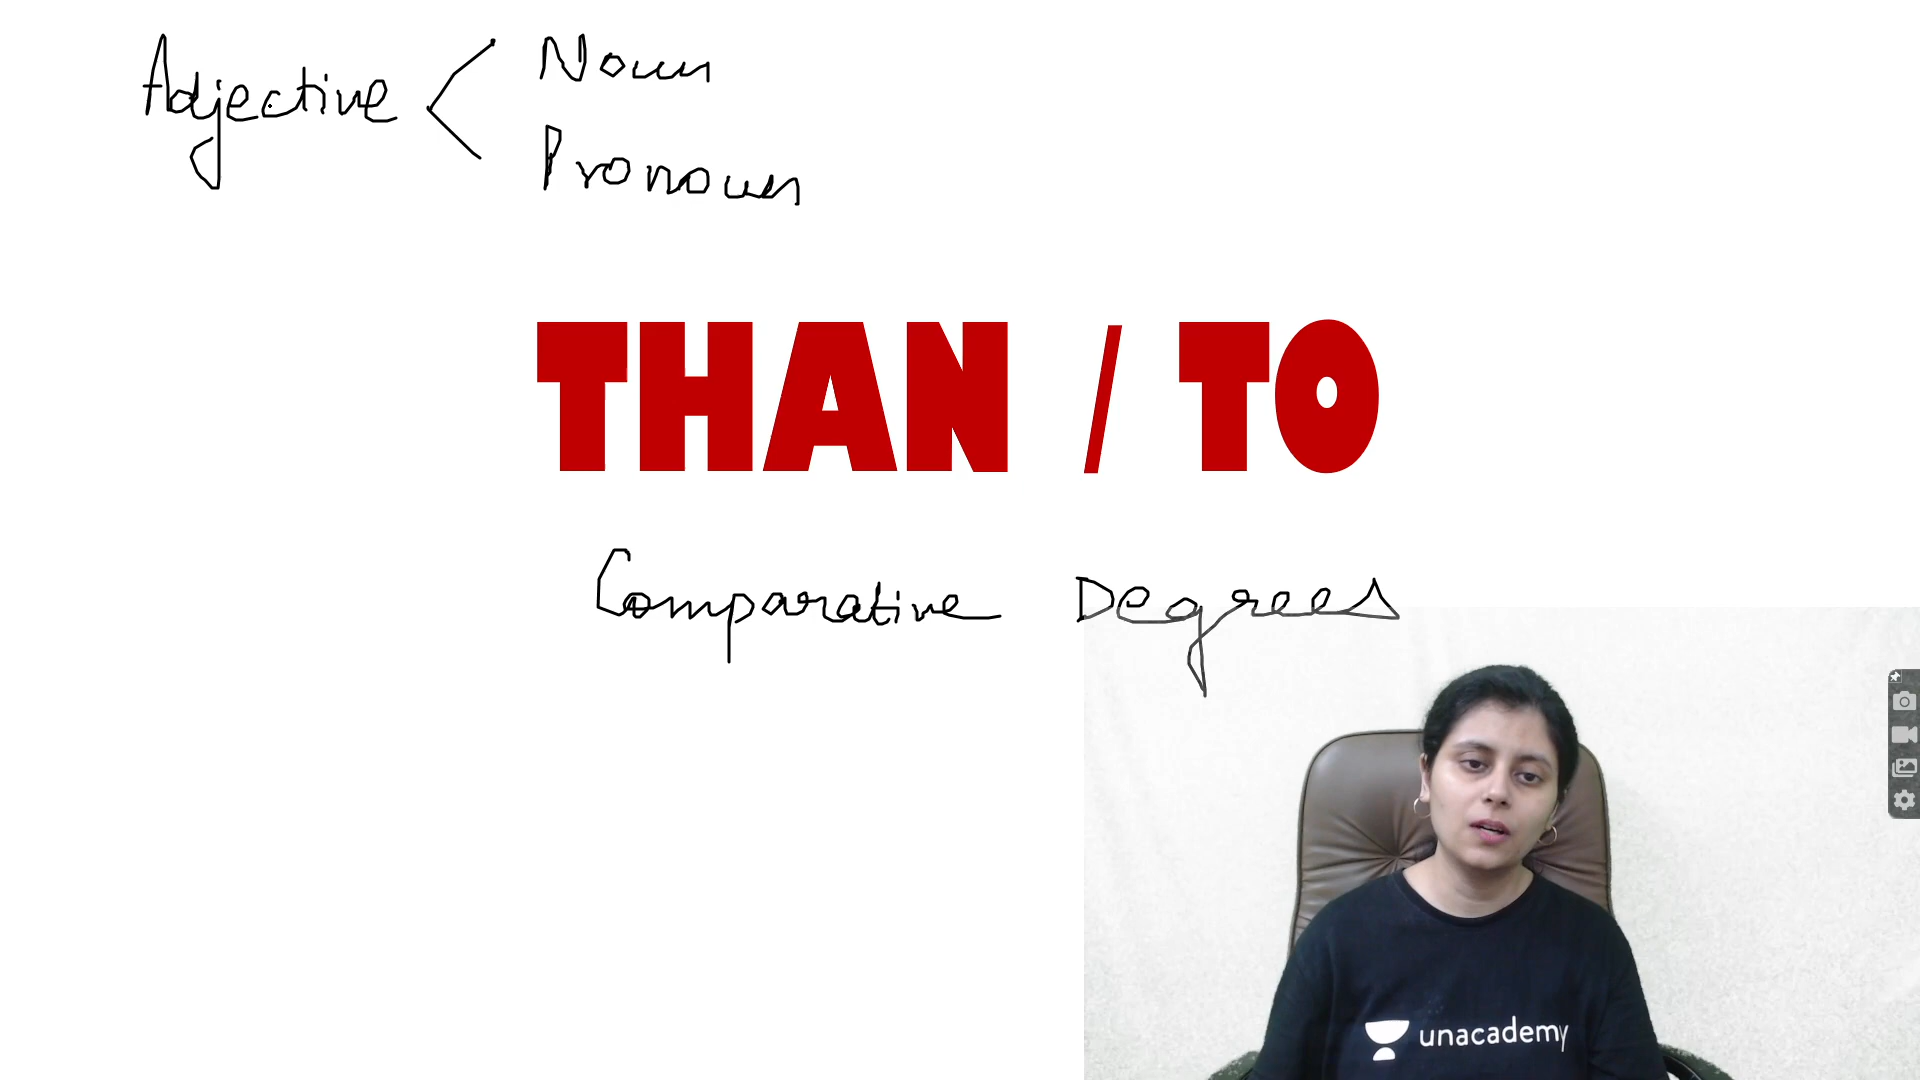 Adjective < Noun
Pronoun
THAN / TO
Comparative Degrees
unacademy